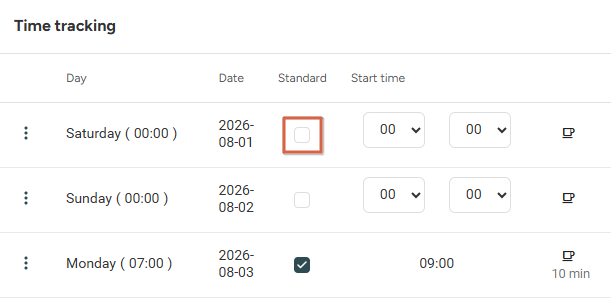 Time tracking
Day Date Standard Start time
Saturday ( 00:00 ) 2026-08-01 00 00
Sunday ( 00:00 ) 2026-08-02 00 00
Monday ( 07:00 ) 2026-08-03 09:00 10 min